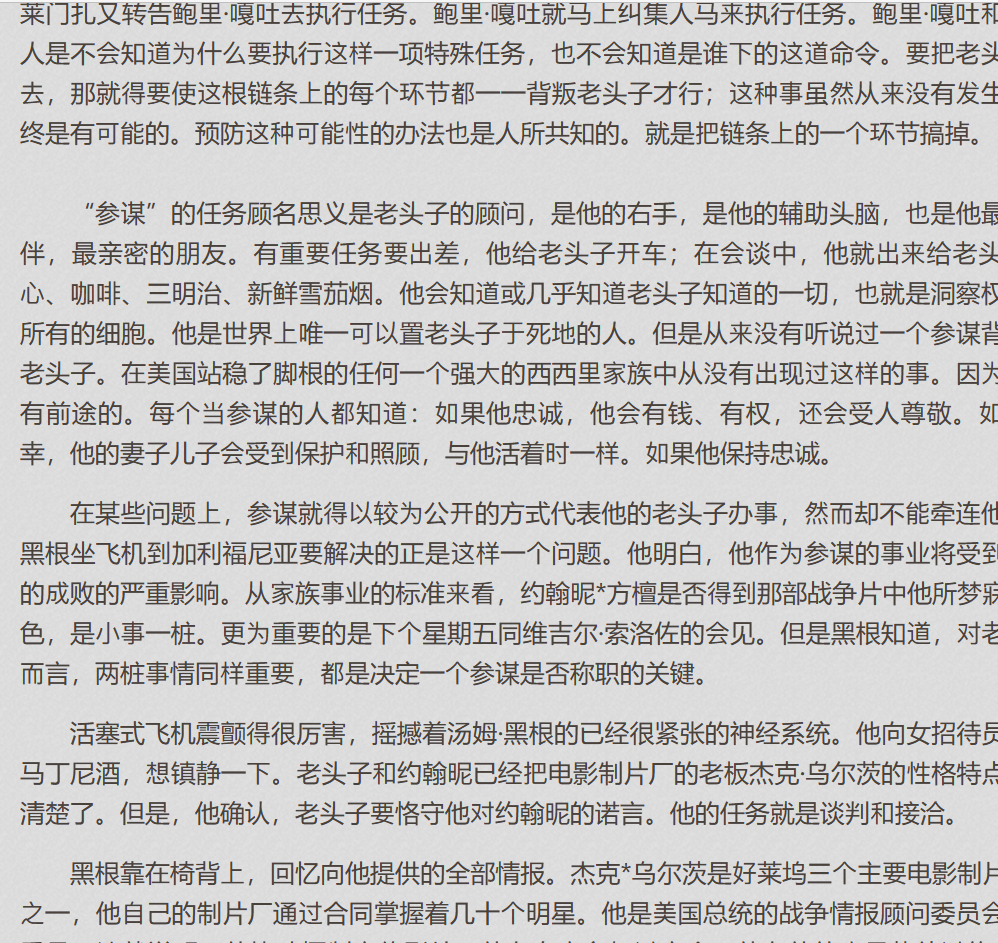 莱门扎又转告鲍里·嘎吐去执行任务。鲍里·嘎吐就马上纠集人马来执行任务。鲍里·嘎吐和
人是不会知道为什么要执行这样一项特殊任务，也不会知道是谁下的这道命令。要把老头
去，那就得要使这根链条上的每个环节都一一背叛老头子才行；这种事虽然从来没有发生
终是有可能的。预防这种可能性的办法也是人所共知的。就是把链条上的一个环节搞掉。
“参谋”的任务顾名思义是老头子的顾问，是他的右手，是他的辅助头脑，也是他最
伴，最亲密的朋友。有重要任务要出差，他给老头子开车；在会谈中，他就出来给老头
心、咖啡、三明治、新鲜雪茄烟。他会知道或几乎知道老头子知道的一切，也就是洞察权
所有的细胞。他是世界上唯一可以置老头子于死地的人。但是从来没有听说过一个参谋背
老头子。在美国站稳了脚根的任何一个强大的西西里家族中从没有出现过这样的事。因为
有前途的。每个当参谋的人都知道：如果他忠诚，他会有钱、有权，还会受人尊敬。如
幸，他的妻子儿子会受到保护和照顾，与他活着时一样。如果他保持忠诚。
在某些问题上，参谋就得以较为公开的方式代表他的老头子办事，然而却不能牵连他
黑根坐飞机到加利福尼亚要解决的正是这样一个问题。他明白，他作为参谋的事业将受到
的成败的严重影响。从家族事业的标准来看，约翰昵*方檀是否得到那部战争片中他所梦寐
色，是小事一桩。更为重要的是下个星期五同维吉尔·索洛佐的会见。但是黑根知道，对老
而言，两桩事情同样重要，都是决定一个参谋是否称职的关键。
活塞式飞机震颤得很厉害，摇撼着汤姆·黑根的已经很紧张的神经系统。他向女招待员
马丁尼酒，想镇静一下。老头子和约翰昵已经把电影制片厂的老板杰克·乌尔茨的性格特点
清楚了。但是，他确认，老头子要恪守他对约翰昵的诺言。他的任务就是谈判和接洽。
黑根靠在椅背上，回忆向他提供的全部情报。杰克*乌尔茨是好莱坞三个主要电影制片
之一，他自己的制片厂通过合同掌握着几十个明星。他是美国总统的战争情报顾问委员会